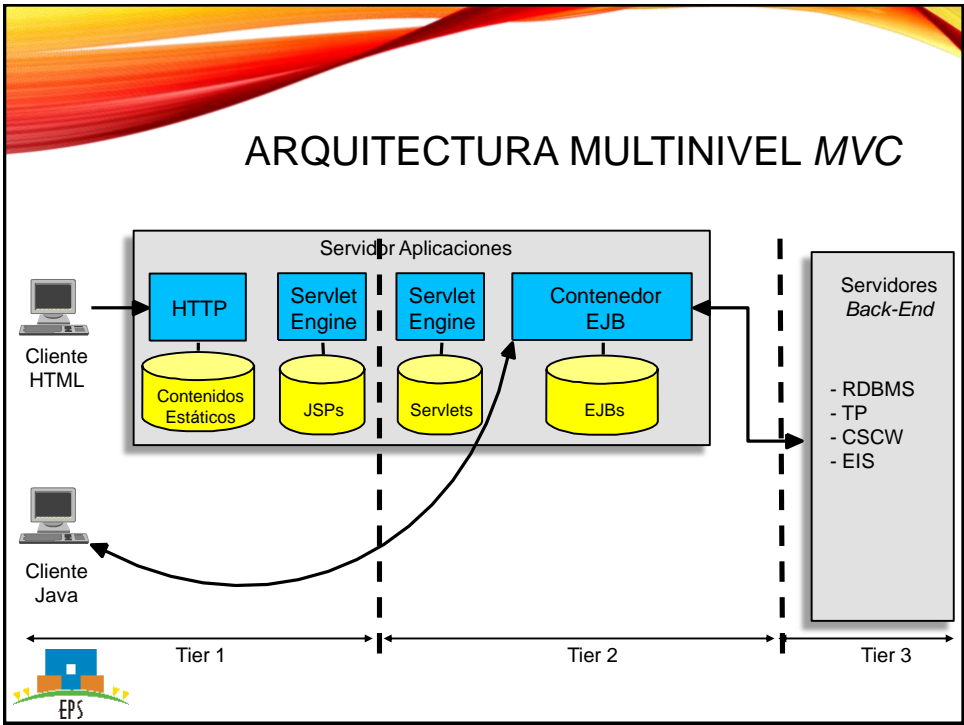 ARQUITECTURA MULTINIVEL MVC
Servidor Aplicaciones
HTTP
Servlet
Engine
Servlet
Engine
Contenedor
EJB
Contenidos
Estáticos
JSPs
Servlets
EJBs
Cliente
HTML
Cliente
Java
Servidores
Back-End
- RDBMS
- TP
- CSCW
- EIS
Tier 1
Tier 2
Tier 3
EPS